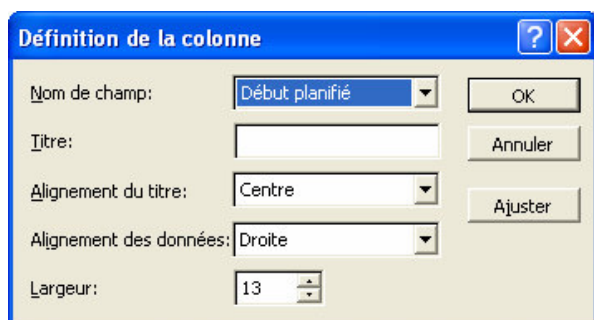 Définition de la colonne
Nom de champ: Début planifié OK
Titre: Annuler
Alignement du titre: Centre Ajuster
Alignement des données: Droite
Largeur: 13